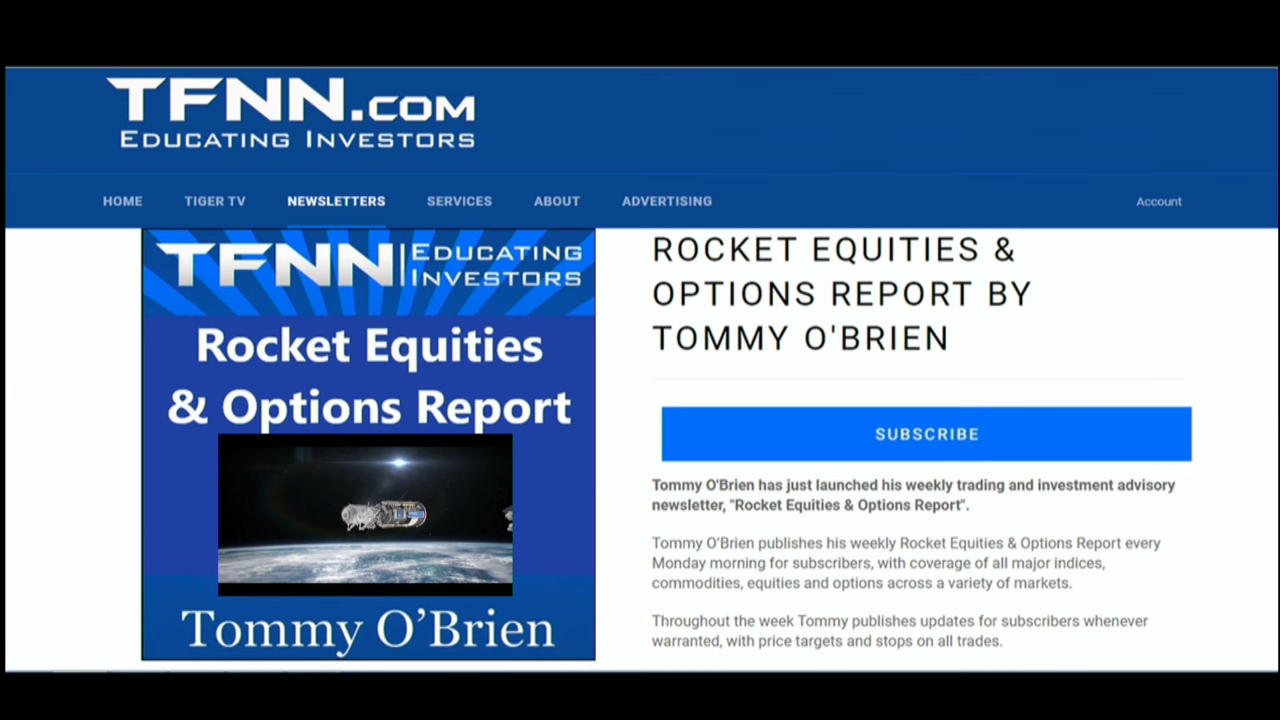 TFNN.COM
EDUCATING INVESTORS
HOME TIGER TV NEWSLETTERS SERVICES ABOUT ADVERTISING Account
TFNN | EDUCATING
INVESTORS
Rocket Equities
& Options Report
Tommy O’Brien
ROCKET EQUITIES &
OPTIONS REPORT BY
TOMMY O'BRIEN
SUBSCRIBE
Tommy O'Brien has just launched his weekly trading and investment advisory
newsletter, "Rocket Equities & Options Report".
Tommy O'Brien publishes his weekly Rocket Equities & Options Report every
Monday morning for subscribers, with coverage of all major indices,
commodities, equities and options across a variety of markets.
Throughout the week Tommy publishes updates for subscribers whenever
warranted, with price targets and stops on all trades.